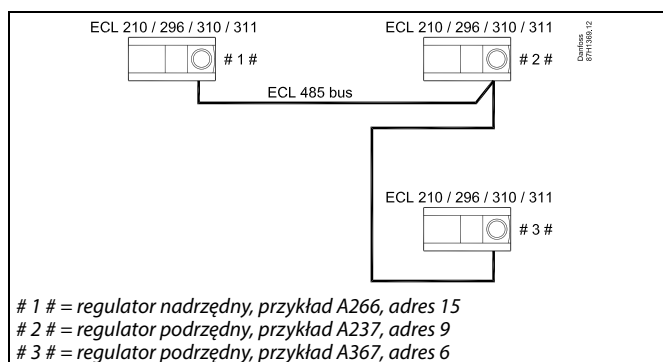 ECL 210 / 296 / 310 / 311
ECL 210 / 296 / 310 / 311
# 1 #
# 2 #
Danfoss
87H1369.12
ECL 485 bus
ECL 210 / 296 / 310 / 311
# 3 #
# 1 # = regulator nadrzędny, przykład A266, adres 15
# 2 # = regulator podrzędny, przykład A237, adres 9
# 3 # = regulator podrzędny, przykład A367, adres 6